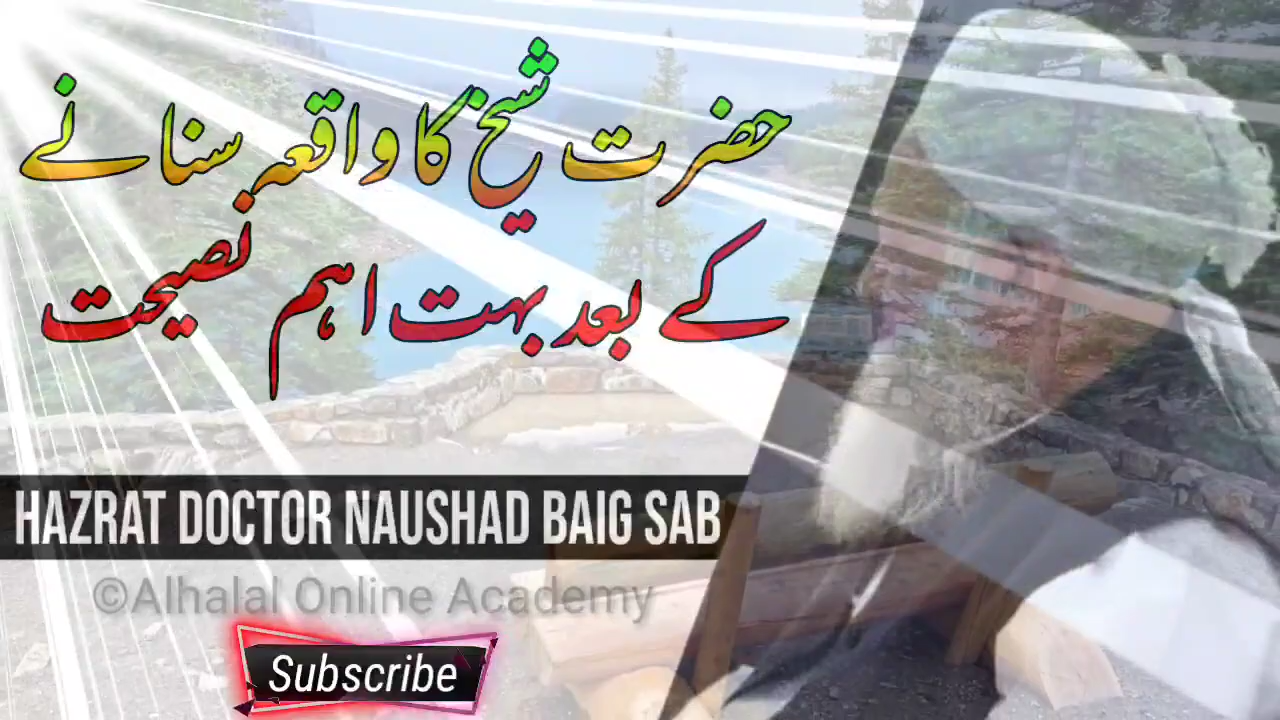 حضرت شیخ کا واقعہ سنانے
کے بعد بہت اہم نصیحت
HAZRAT DOCTOR NAUSHAD BAIG SAB
©Alhalal Online Academy
Subscribe